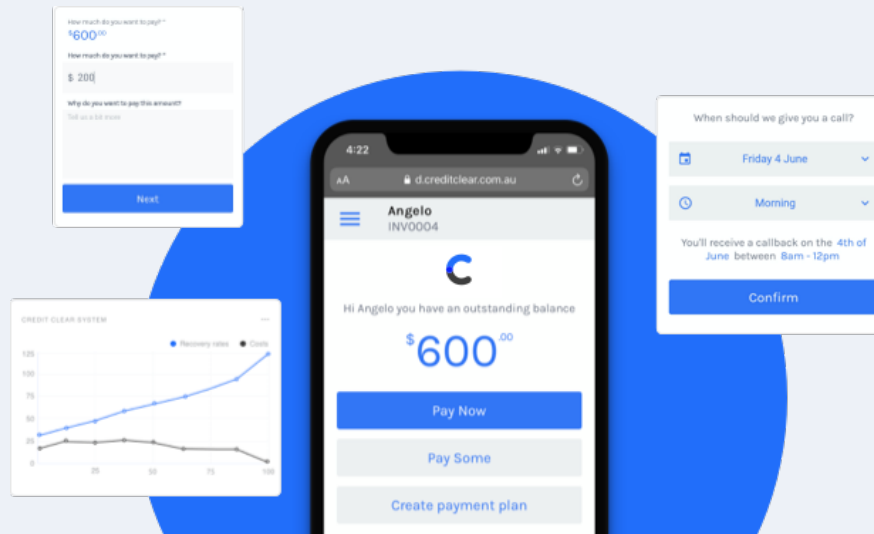 How much do you want to pay? *
$600.00
How much do you want to pay? *
$ 200
Why do you want to pay this amount?
Tell us a bit more
Next
CREDIT CLEAR SYSTEM
Recovery rates Costs
125
100
75
50
25
0
25 50 75 100
4:22
AA d.creditclear.com.au
Angelo
INV0004
Hi Angelo you have an outstanding balance
$600.00
Pay Now
Pay Some
Create payment plan
When should we give you a call?
Friday 4 June
Morning
You'll receive a callback on the 4th of
June between 8am - 12pm
Confirm